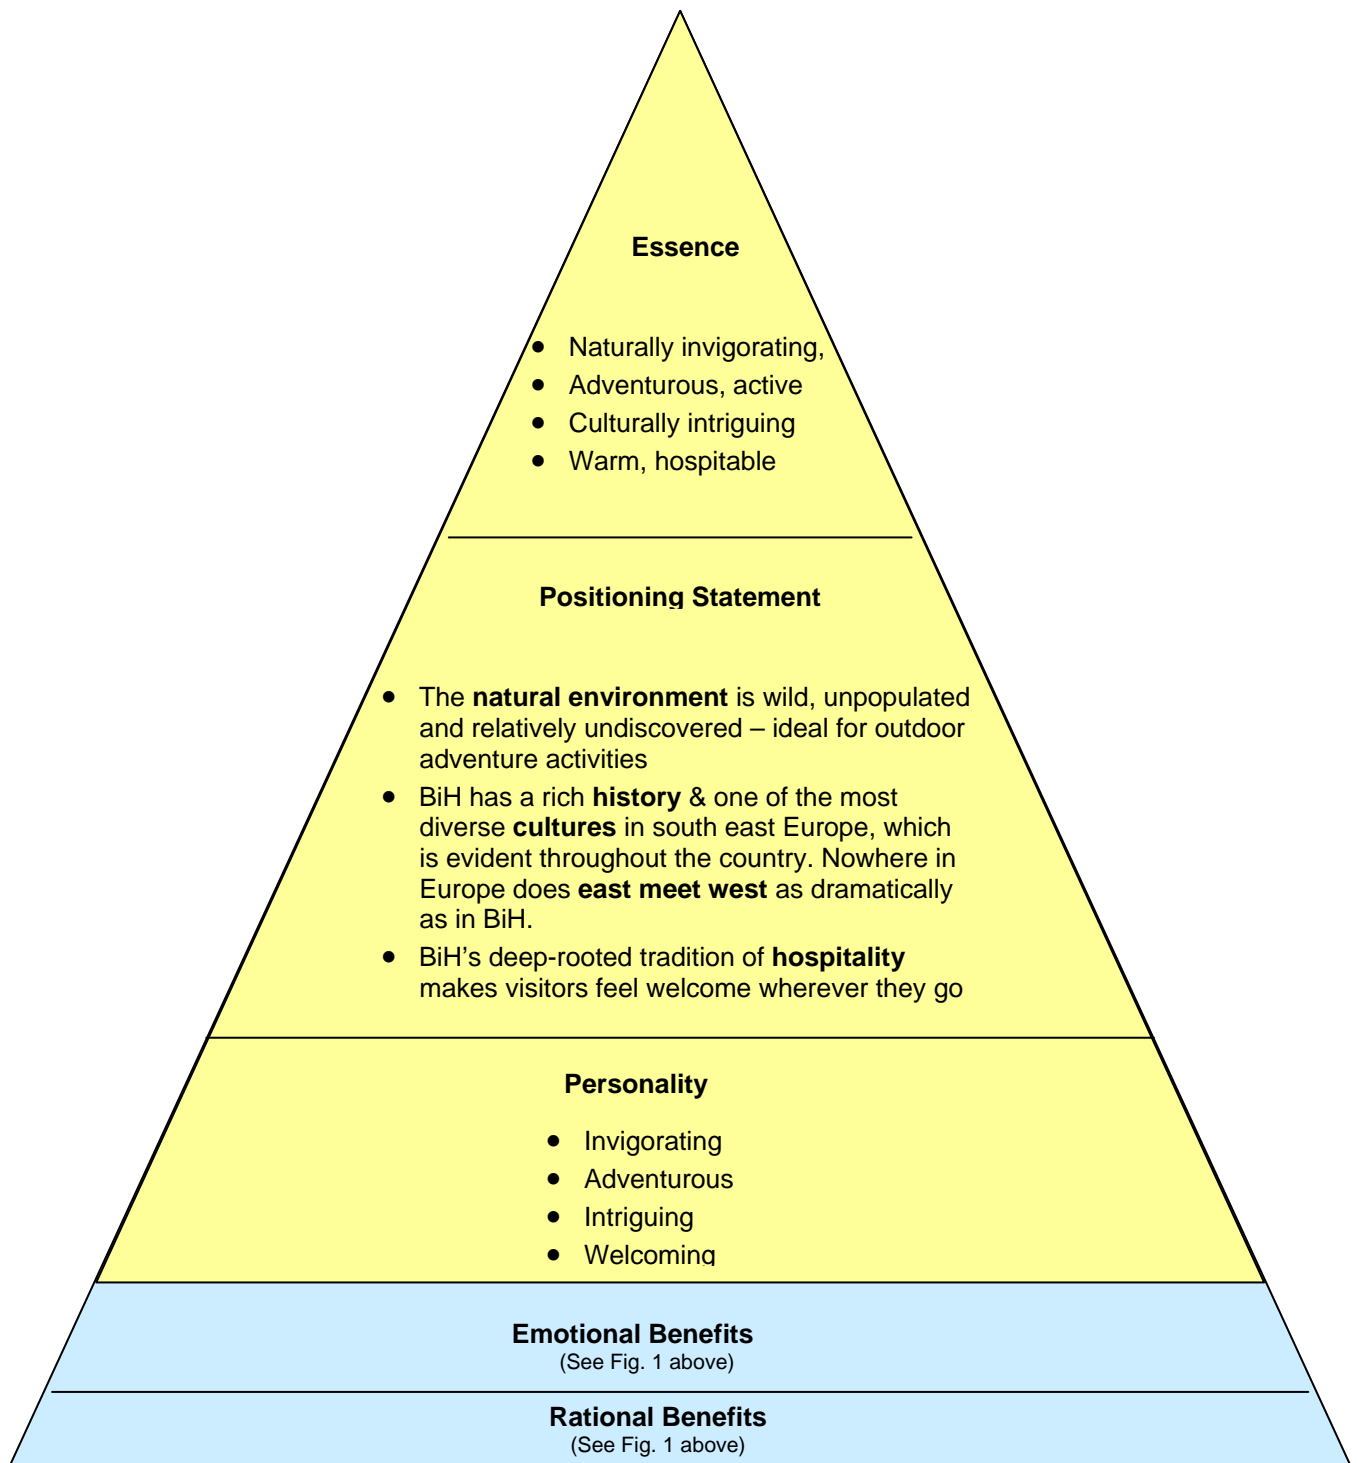 Essence
• Naturally invigorating,
• Adventurous, active
• Culturally intriguing
• Warm, hospitable
Positioning Statement
• The natural environment is wild, unpopulated
and relatively undiscovered – ideal for outdoor
adventure activities
• BiH has a rich history & one of the most
diverse cultures in south east Europe, which
is evident throughout the country. Nowhere in
Europe does east meet west as dramatically
as in BiH.
• BiH’s deep-rooted tradition of hospitality
makes visitors feel welcome wherever they go
Personality
• Invigorating
• Adventurous
• Intriguing
• Welcoming
Emotional Benefits
(See Fig. 1 above)
Rational Benefits
(See Fig. 1 above)